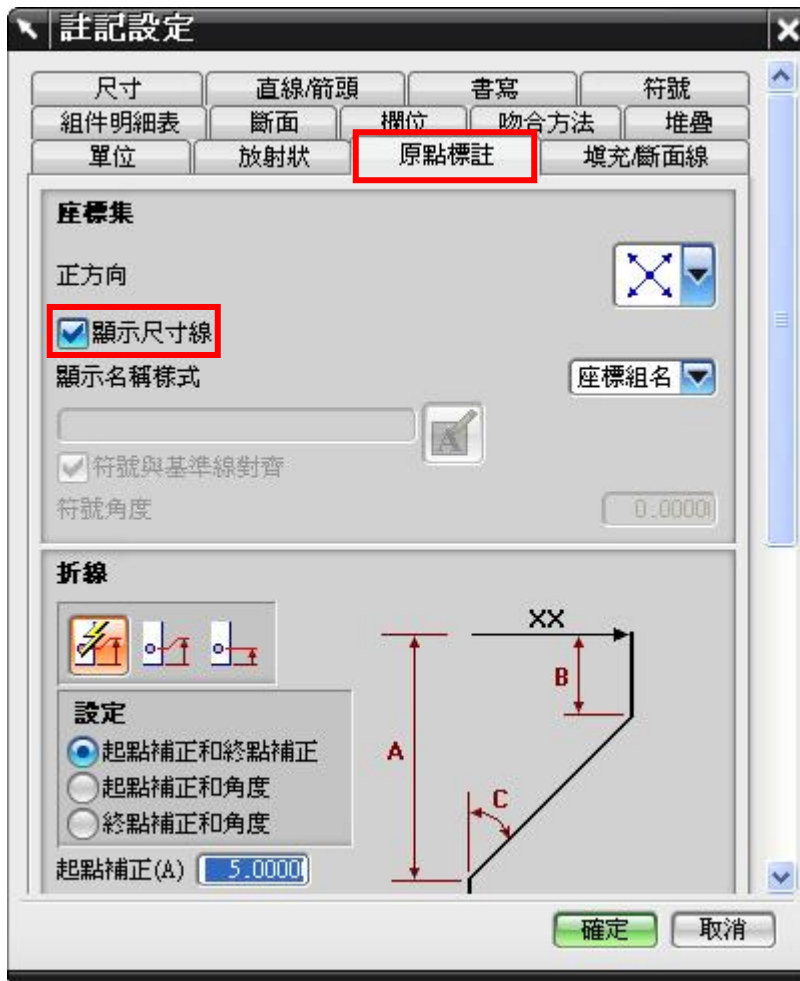 註記設定
尺寸 直線/箭頭 書寫 符號
組件明細表 斷面 欄位 吻合方法 堆疊
單位 放射狀 原點標註 填充/斷面線
座標集
正方向
顯示尺寸線
顯示名稱樣式 座標組名
A
符號與基準線對齊
符號角度 0.0000
折線
XX
B
設定
起點補正和終點補正 A
起點補正和角度
C
終點補正和角度
起點補正(A) 5.0000
確定 取消